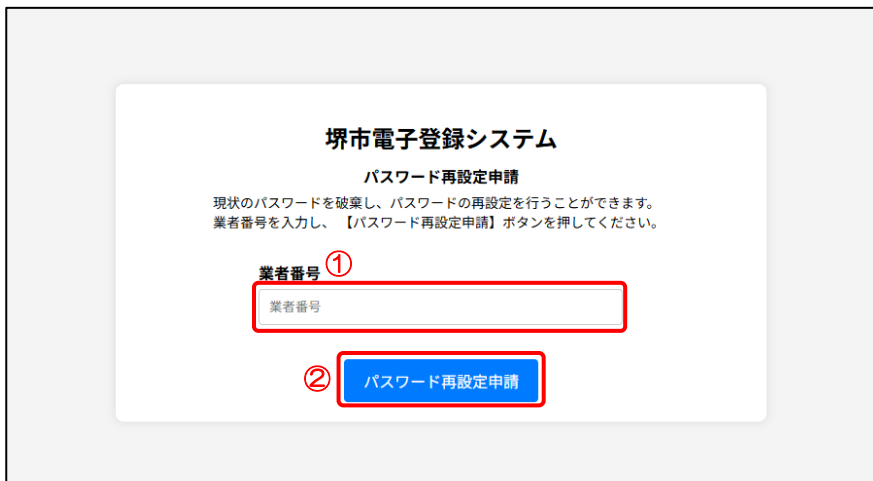 堺市電子登録システム
パスワード再設定申請
現状のパスワードを破棄し、パスワードの再設定を行うことができます。
業者番号を入力し、 【パスワード再設定申請】ボタンを押してください。
業者番号 ①
業者番号
② パスワード再設定申請